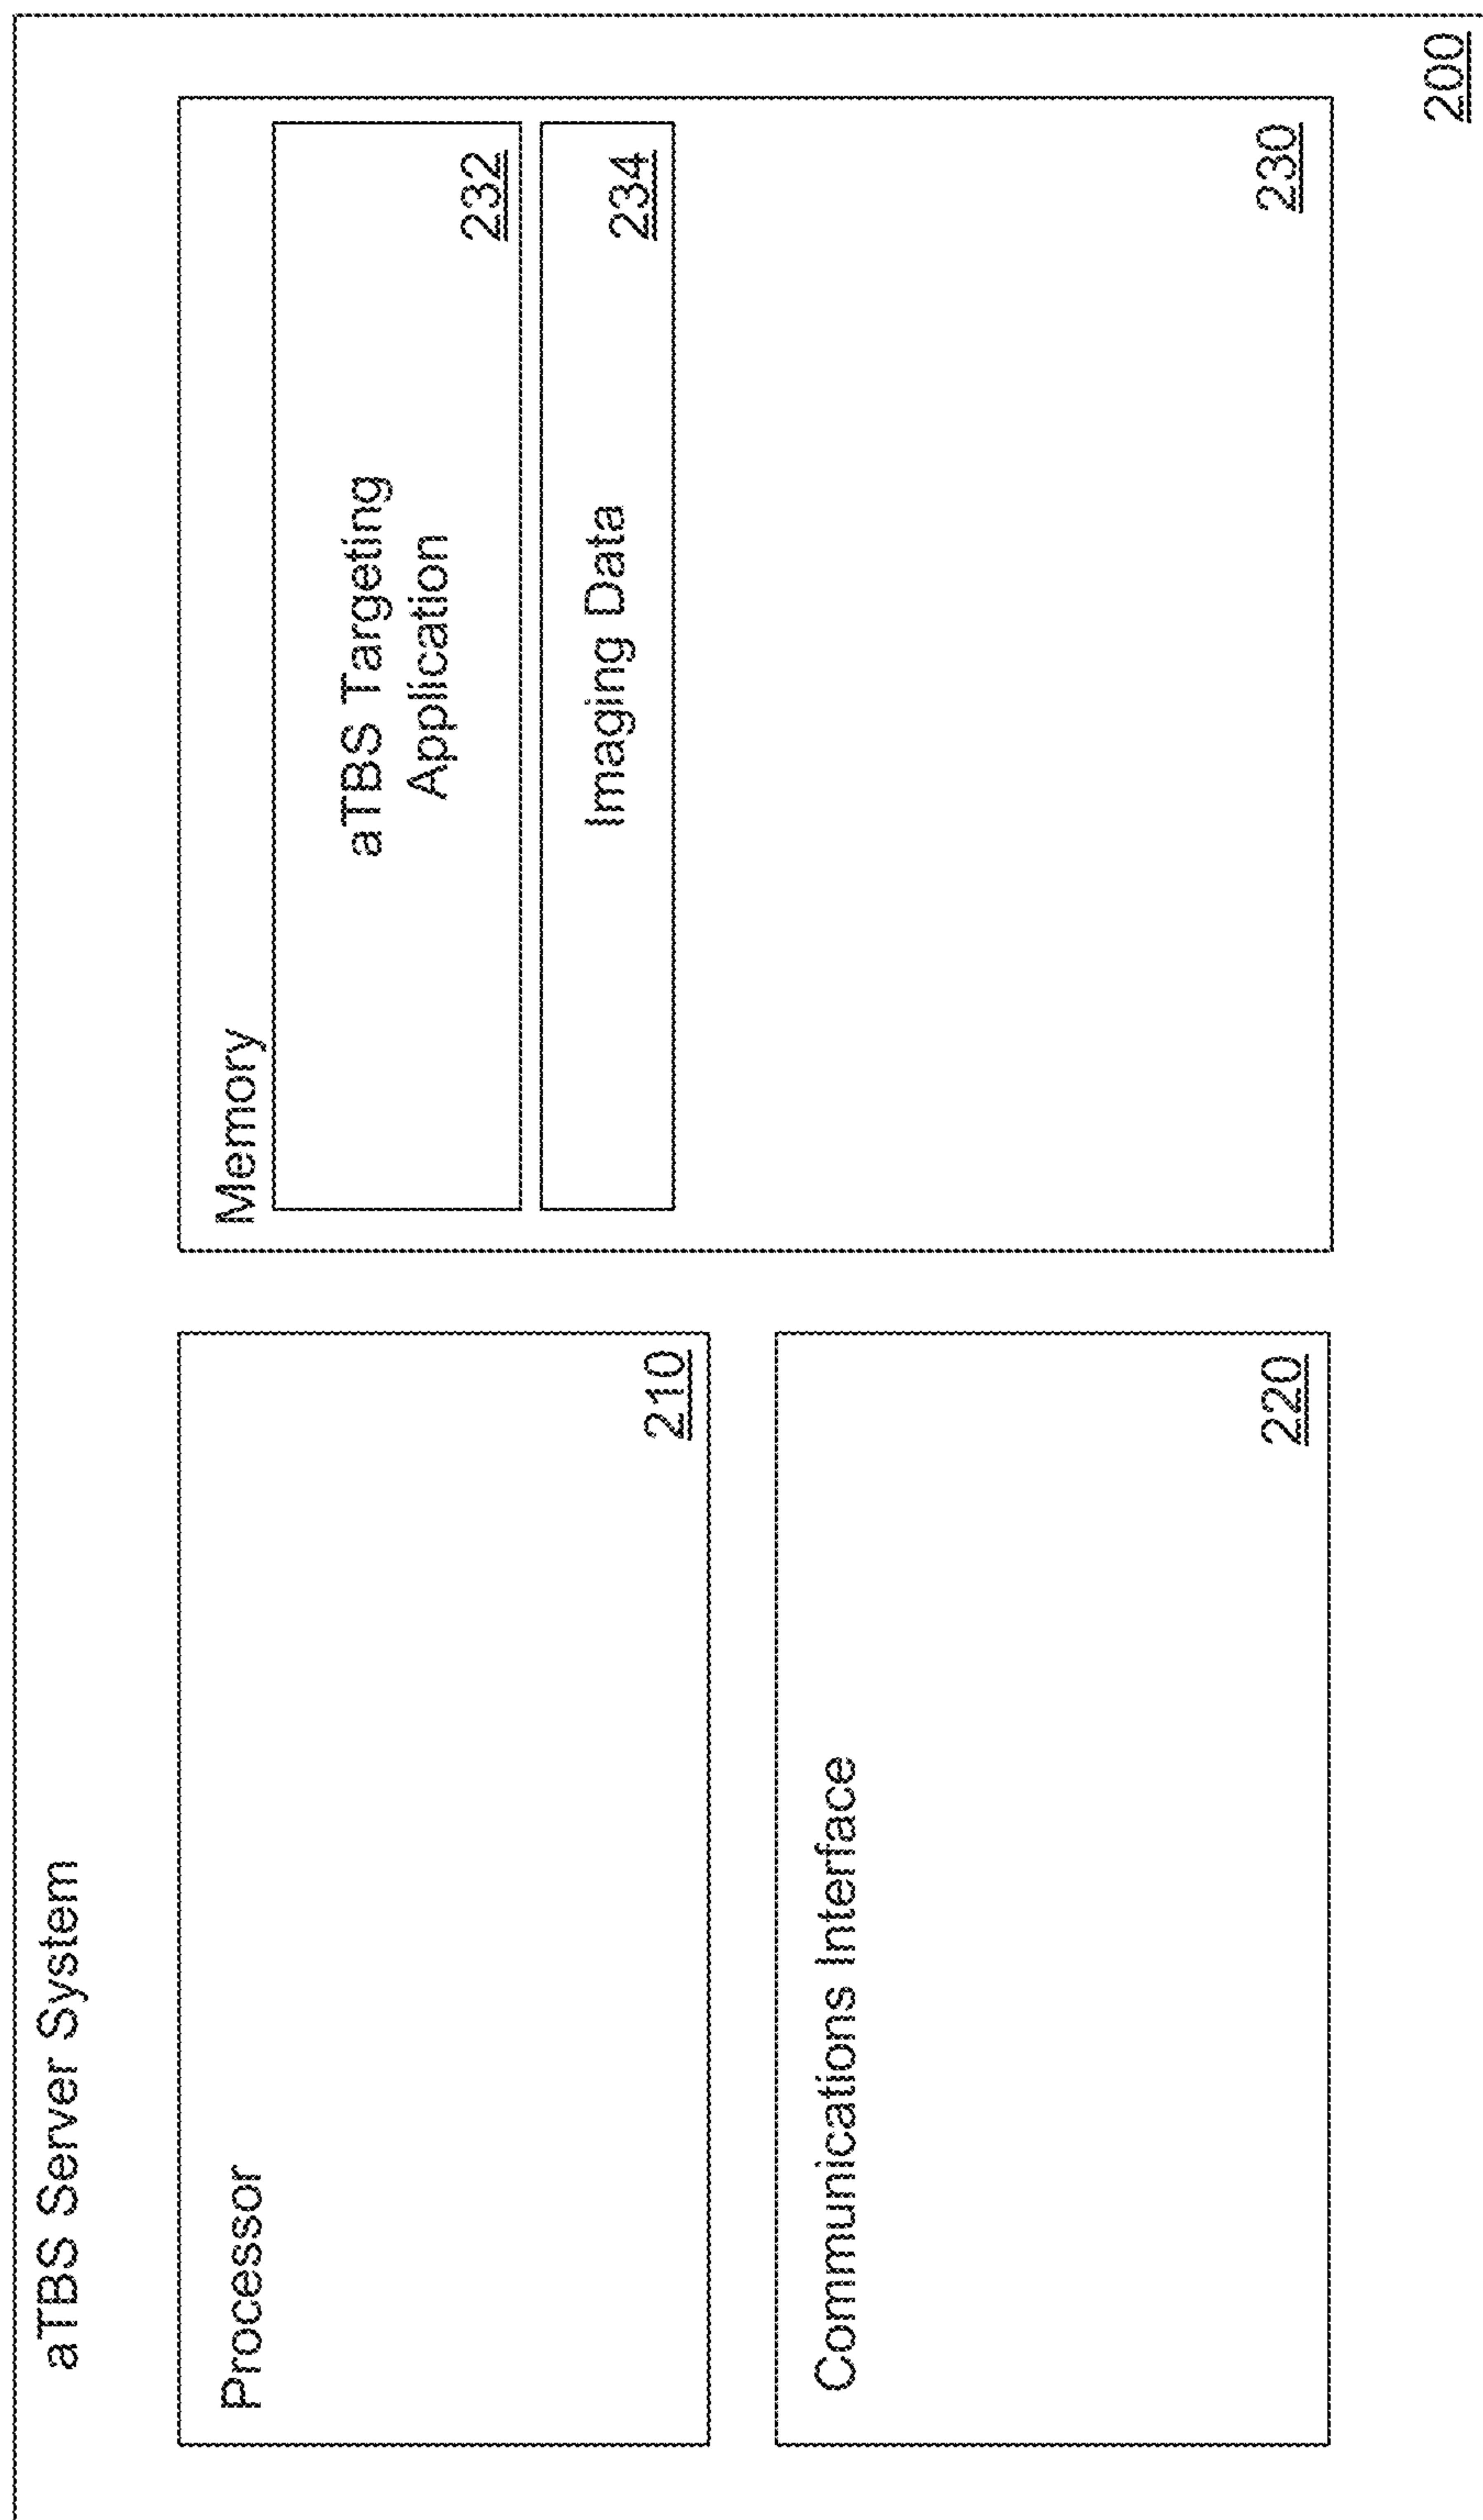 aTBS Server System
Processor
210
Communications Interface
220
Memory
aTBS Targeting
Application
232
Imaging Data
234
230
200